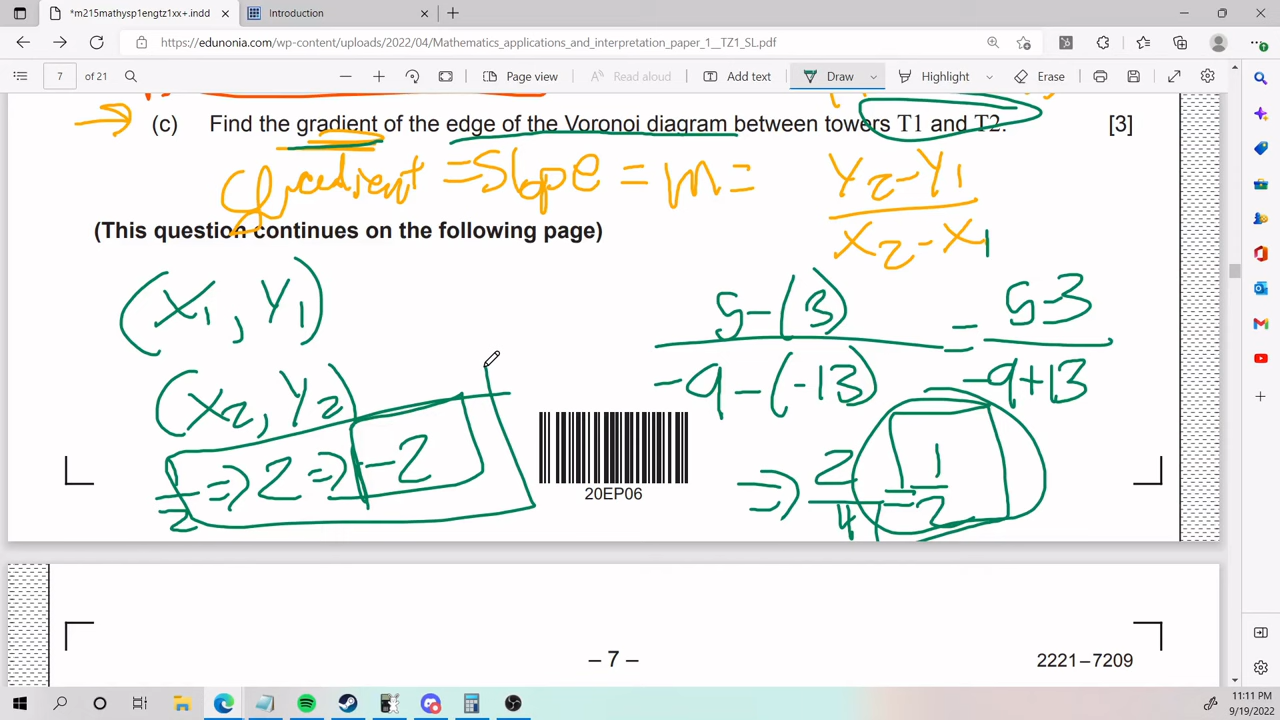 *m215mathysp1engtz1xx+.indd
Introduction
https://edunonia.com/wp-content/uploads/2022/04/Mathematics_applications_and_interpretation_paper_1__TZ1_SL.pdf
7 of 21
Page view
Read aloud
Add text
Draw
Highlight
Erase
(c) Find the gradient of the edge of the Voronoi diagram between towers T1 and T2. [3]
Gradient = Slope = m = Y2-Y1
X2-X1
(This question continues on the following page)
(X1, Y1)
5-(3) = 5-3
-9-(-13) -9+13
(X2, Y2)
1/2 => 2 => -2
=> 2/4 = 1/2
20EP06
– 7 –
2221–7209
11:11 PM
9/19/2022